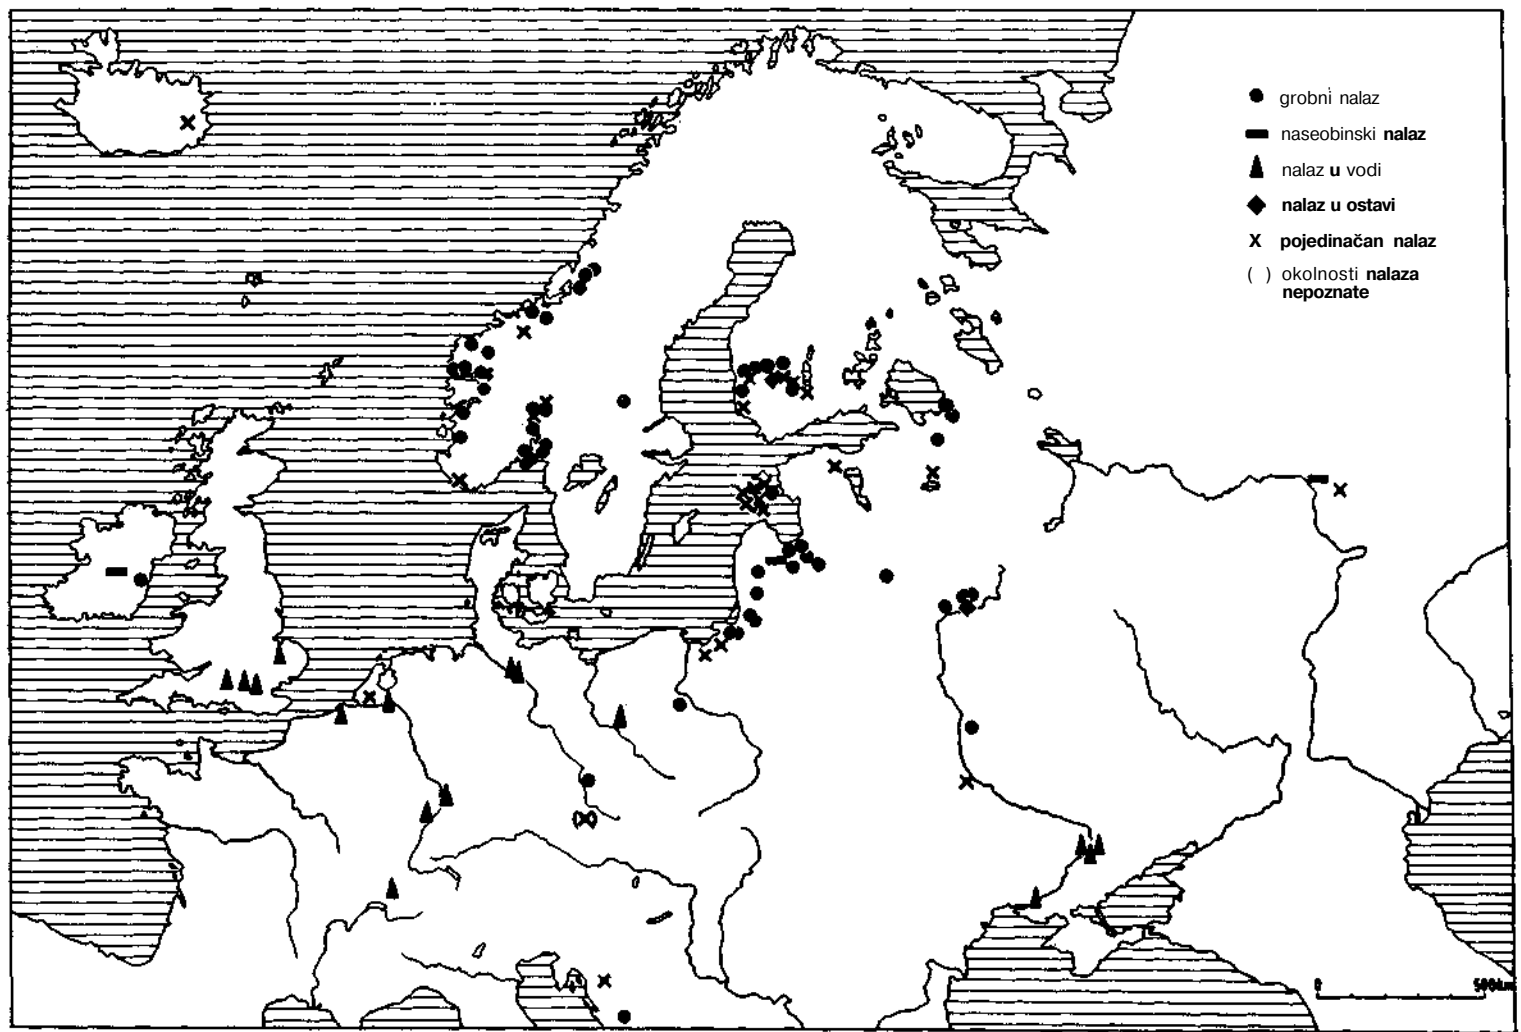 grobni nalaz
naseobinski nalaz
nalaz u vodi
nalaz u ostavi
x pojedinačan nalaz
( ) okolnosti nalaza
nepoznate
0 500km